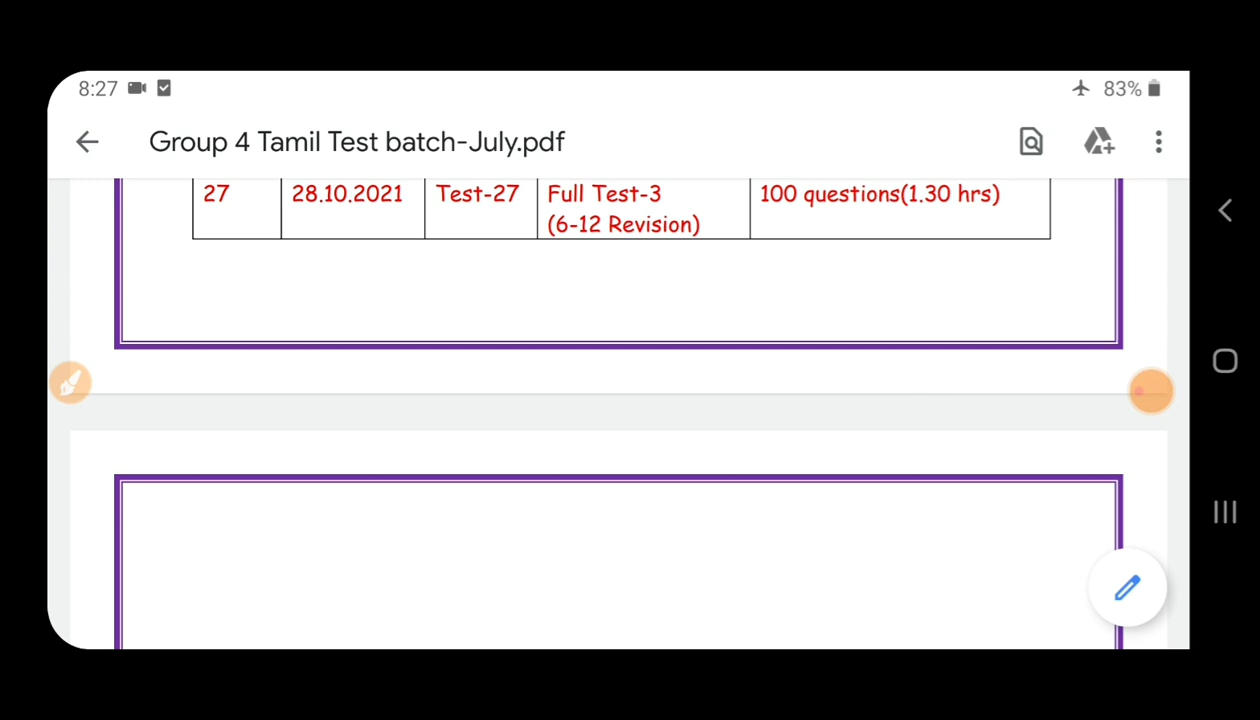 8:27
83%
Group 4 Tamil Test batch-July.pdf
27 28.10.2021 Test-27 Full Test-3 100 questions(1.30 hrs)
(6-12 Revision)